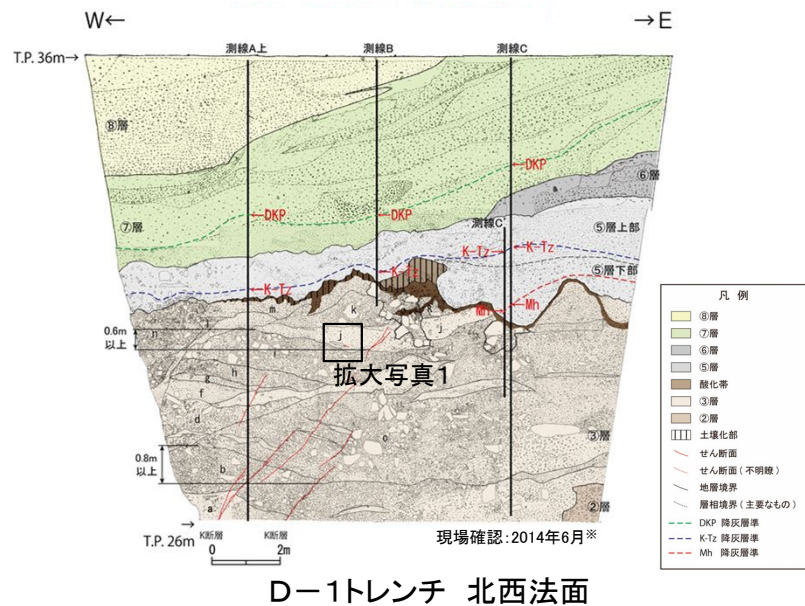 W←
→E
T.P. 36m→
測線A上
測線B
測線C
⑧層
←DKP
⑥層
⑦層
←DKP
←DKP
測線C'
⑤層上部
K-Tz→
←K-Tz
←K-Tz
⑤層下部
←K-Tz
Mh→
←Mh
m
k
k
l
n
j
j
0.6m
以上
i
拡大写真1
h
g
f
d
c
③層
0.8m
以上
b
a
②層
K断層
K断層
T.P. 26m→
0 2m
現場確認:2014年6月※
D-1トレンチ 北西法面
凡 例
⑧層
⑦層
⑥層
⑤層
酸化帯
③層
②層
土壌化部
せん断面
せん断面(不明瞭)
地層境界
層相境界(主要なもの)
DKP 降灰層準
K-Tz 降灰層準
Mh 降灰層準